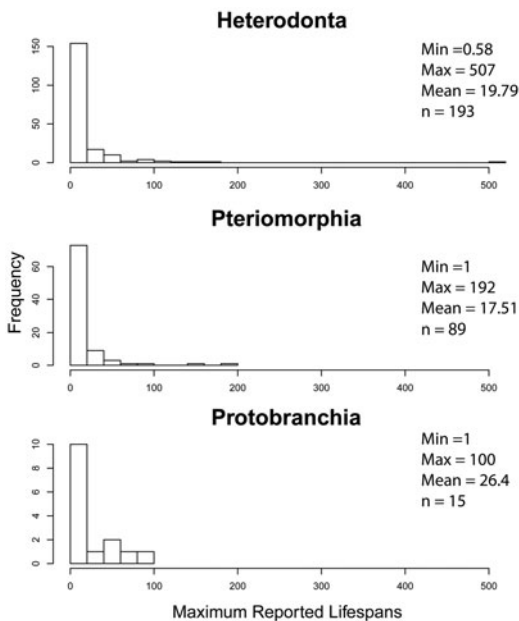 Heterodonta
Min =0.58
Max = 507
Mean = 19.79
n = 193
150
100
50
0
0 100 200 300 400 500
Pteriomorphia
Min =1
Max = 192
Mean = 17.51
n = 89
Frequency
60
40
20
0
0 100 200 300 400 500
Protobranchia
Min =1
Max = 100
Mean = 26.4
n = 15
10
8
6
4
2
0
0 100 200 300 400 500
Maximum Reported Lifespans